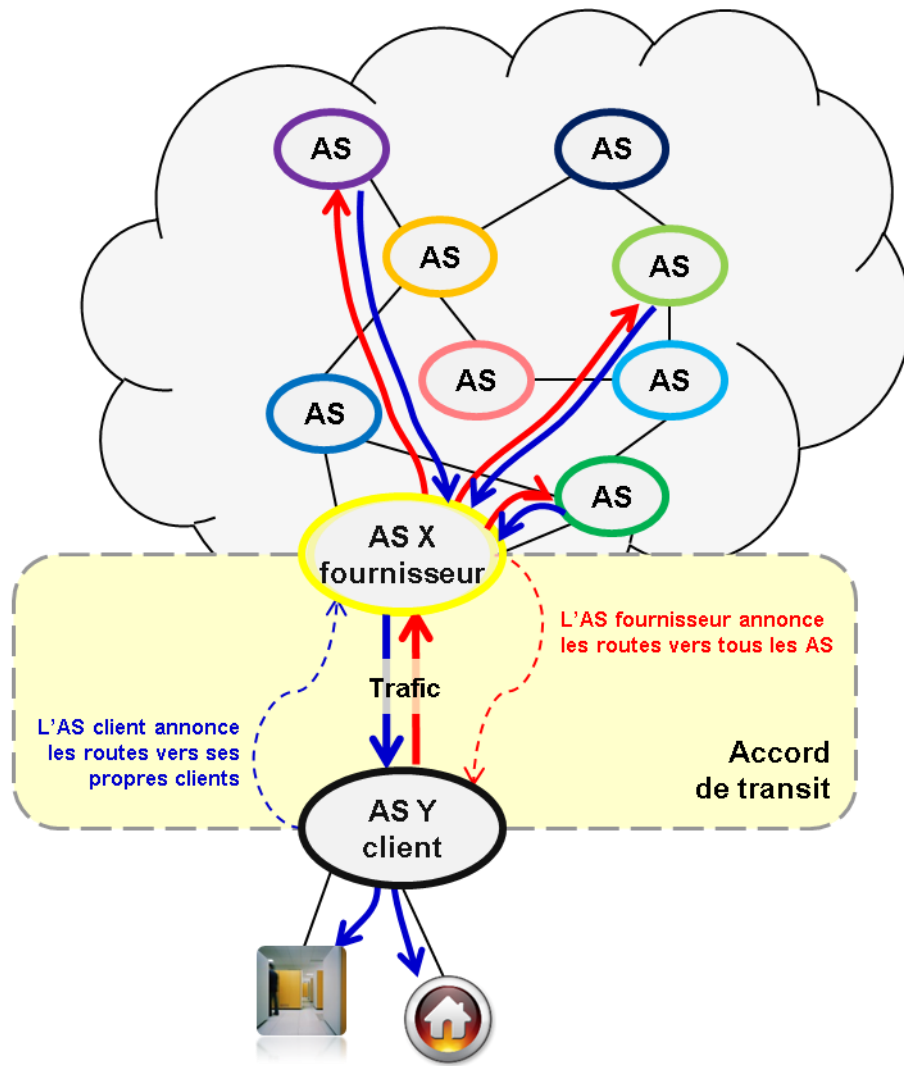 AS
AS
AS
AS
AS
AS
AS
AS
AS X
fournisseur
L'AS fournisseur annonce
les routes vers tous les AS
Trafic
L'AS client annonce
les routes vers ses
propres clients
Accord
de transit
AS Y
client